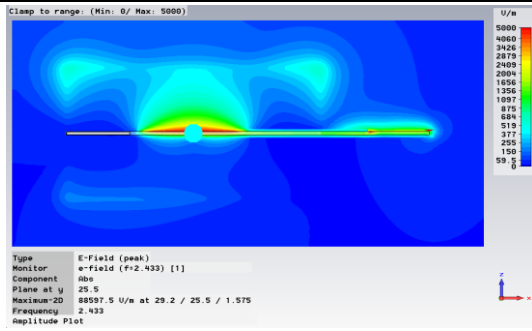 Clamp to range: (Min: 0/ Max: 5000)
V/m
5000
4060
3426
2879
2409
2004
1656
1356
1097
875
684
519
377
255
150
59.5
0
Type E-Field (peak)
Monitor e-field (f=2.433) [1]
Component Abs
Plane at y 25.5
Maximum-2D 88597.5 V/m at 29.2 / 25.5 / 1.575
Frequency 2.433
Amplitude Plot
z
x